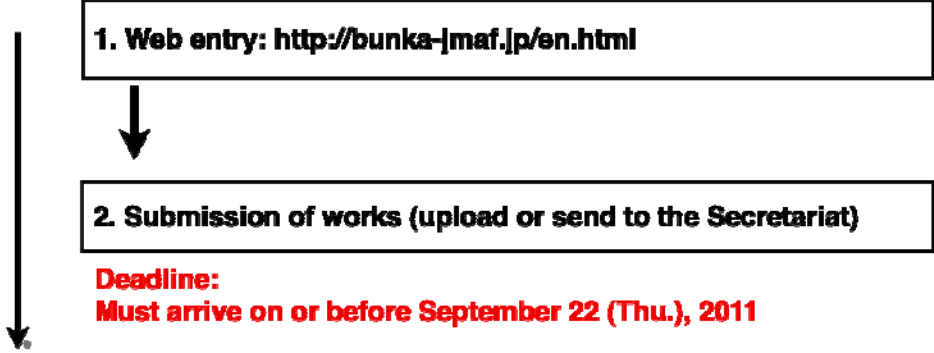 1. Web entry: http://bunka-jmaf.jp/en.html
2. Submission of works (upload or send to the Secretariat)
Deadline:
Must arrive on or before September 22 (Thu.), 2011